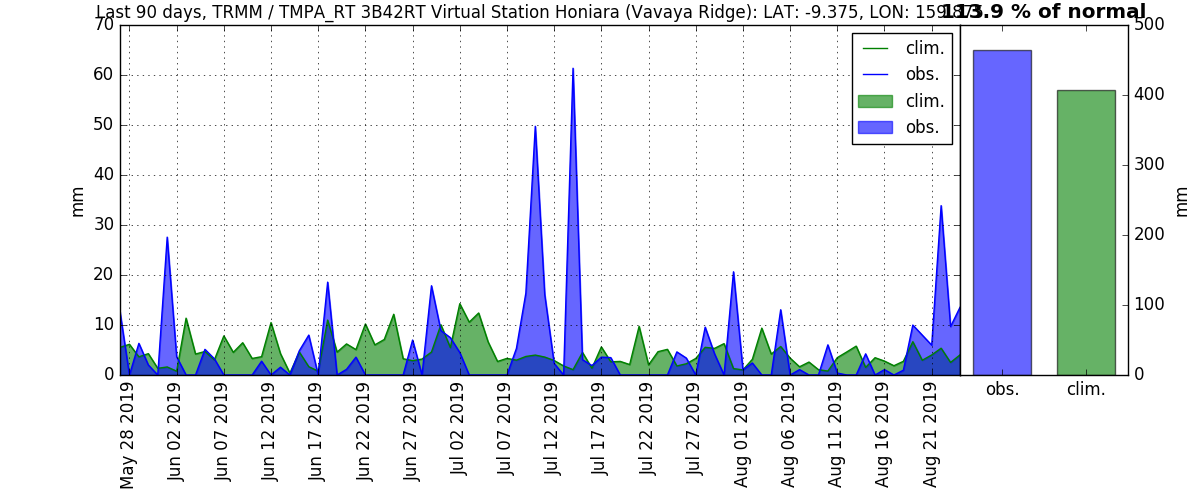 Last 90 days, TRMM / TMPA_RT 3B42RT Virtual Station Honiara (Vavaya Ridge): LAT: -9.375, LON: 159.875
113.9 % of normal
70
60
50
40
30
20
10
0
mm
clim.
obs.
clim.
obs.
May 28 2019
Jun 02 2019
Jun 07 2019
Jun 12 2019
Jun 17 2019
Jun 22 2019
Jun 27 2019
Jul 02 2019
Jul 07 2019
Jul 12 2019
Jul 17 2019
Jul 22 2019
Jul 27 2019
Aug 01 2019
Aug 06 2019
Aug 11 2019
Aug 16 2019
Aug 21 2019
500
400
300
200
100
0
mm
obs.
clim.